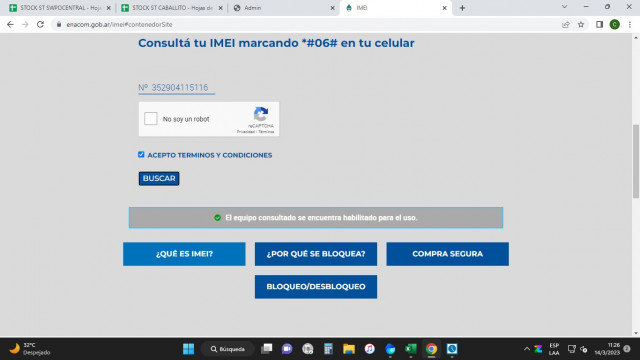 STOCK ST SWPOCENTRAL - Hojas
STOCK ST CABALLITO - Hojas de
Admin
IMEI
enacom.gob.ar/imei#contenedorSite
Consultá tu IMEI marcando *#06# en tu celular
Nº 352904115116
No soy un robot
reCAPTCHA
Privacidad - Términos
ACEPTO TERMINOS Y CONDICIONES
BUSCAR
El equipo consultado se encuentra habilitado para el uso.
¿QUÉ ES IMEI?
¿POR QUÉ SE BLOQUEA?
COMPRA SEGURA
BLOQUEO/DESBLOQUEO
32°C
Despejado
Búsqueda
ESP
LAA
11:26
14/3/2023